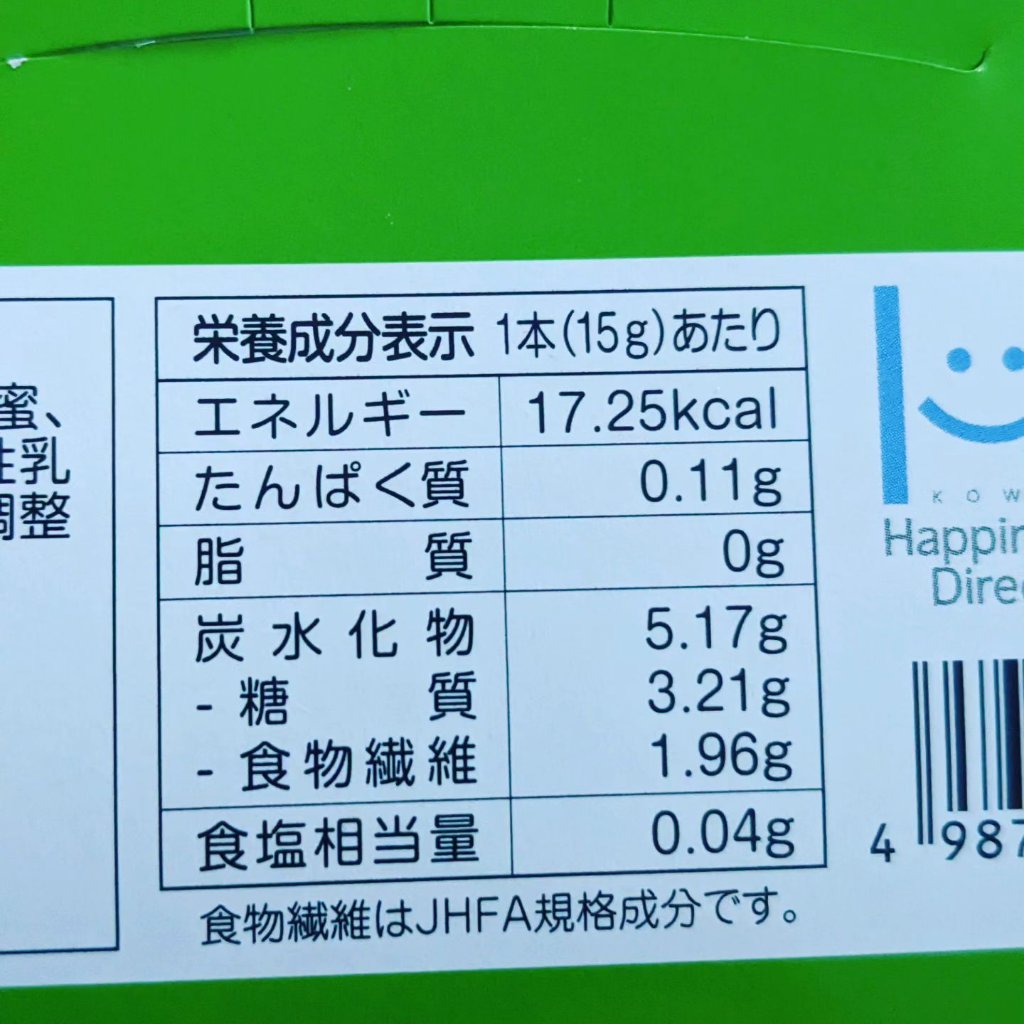 蜜、
性乳
調整
栄養成分表示 1本(15g)あたり
エネルギー 17.25kcal
たんぱく質 0.11g
脂質 0g
炭水化物 5.17g
- 糖質 3.21g
- 食物繊維 1.96g
食塩相当量 0.04g
食物繊維はJHFA規格成分です。
KOW
Happin
Direc
4 987